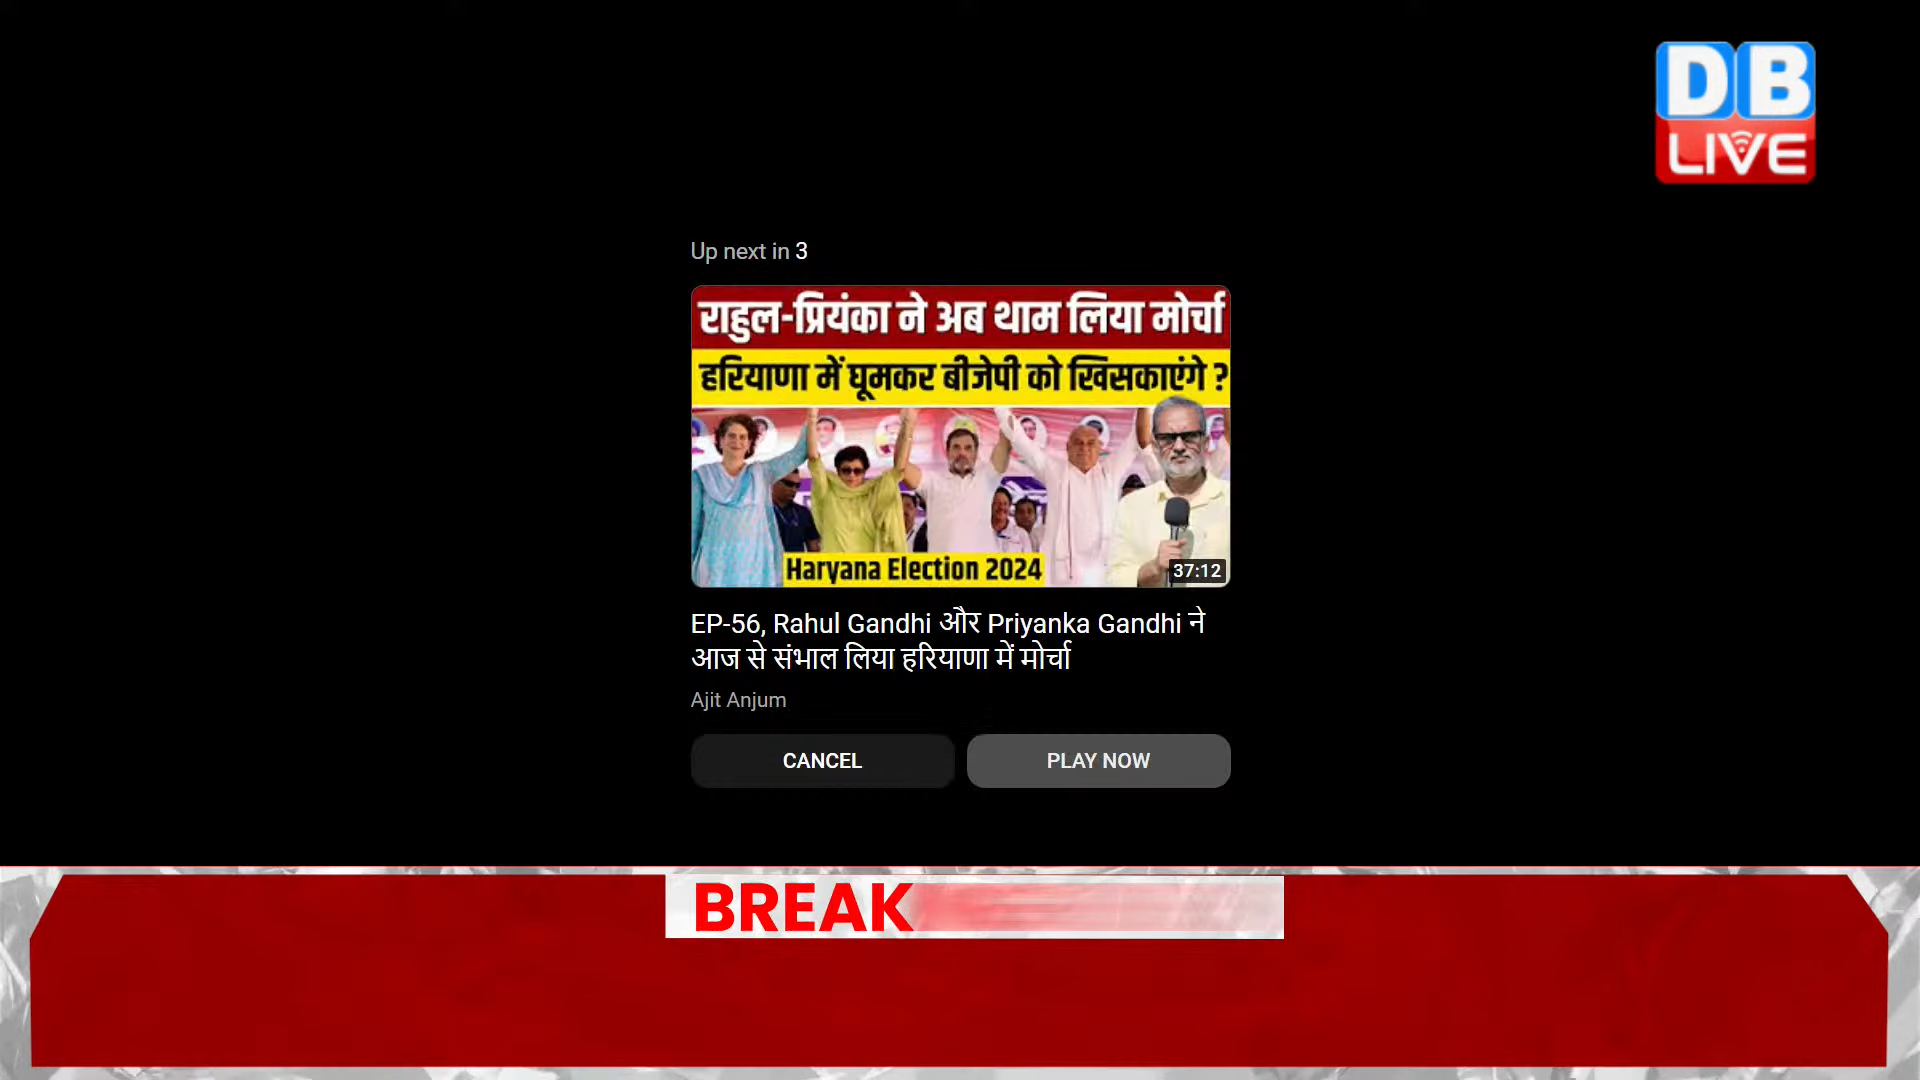 DB
LIVE
Up next in 3
राहुल-प्रियंका ने अब थाम लिया मोर्चा
हरियाणा में घूमकर बीजेपी को खिसकाएंगे ?
Haryana Election 2024
37:12
EP-56, Rahul Gandhi और Priyanka Gandhi ने
आज से संभाल लिया हरियाणा में मोर्चा
Ajit Anjum
CANCEL
PLAY NOW
BREAK